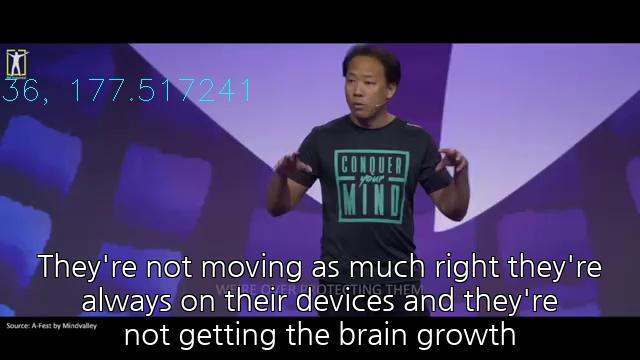 36, 177.517241
CONQUER
your
MIND
They're not moving as much right they're
WE'RE OVER PROTECTING THEM
always on their devices and they're
Source: A-Fest by Mindvalley
not getting the brain growth